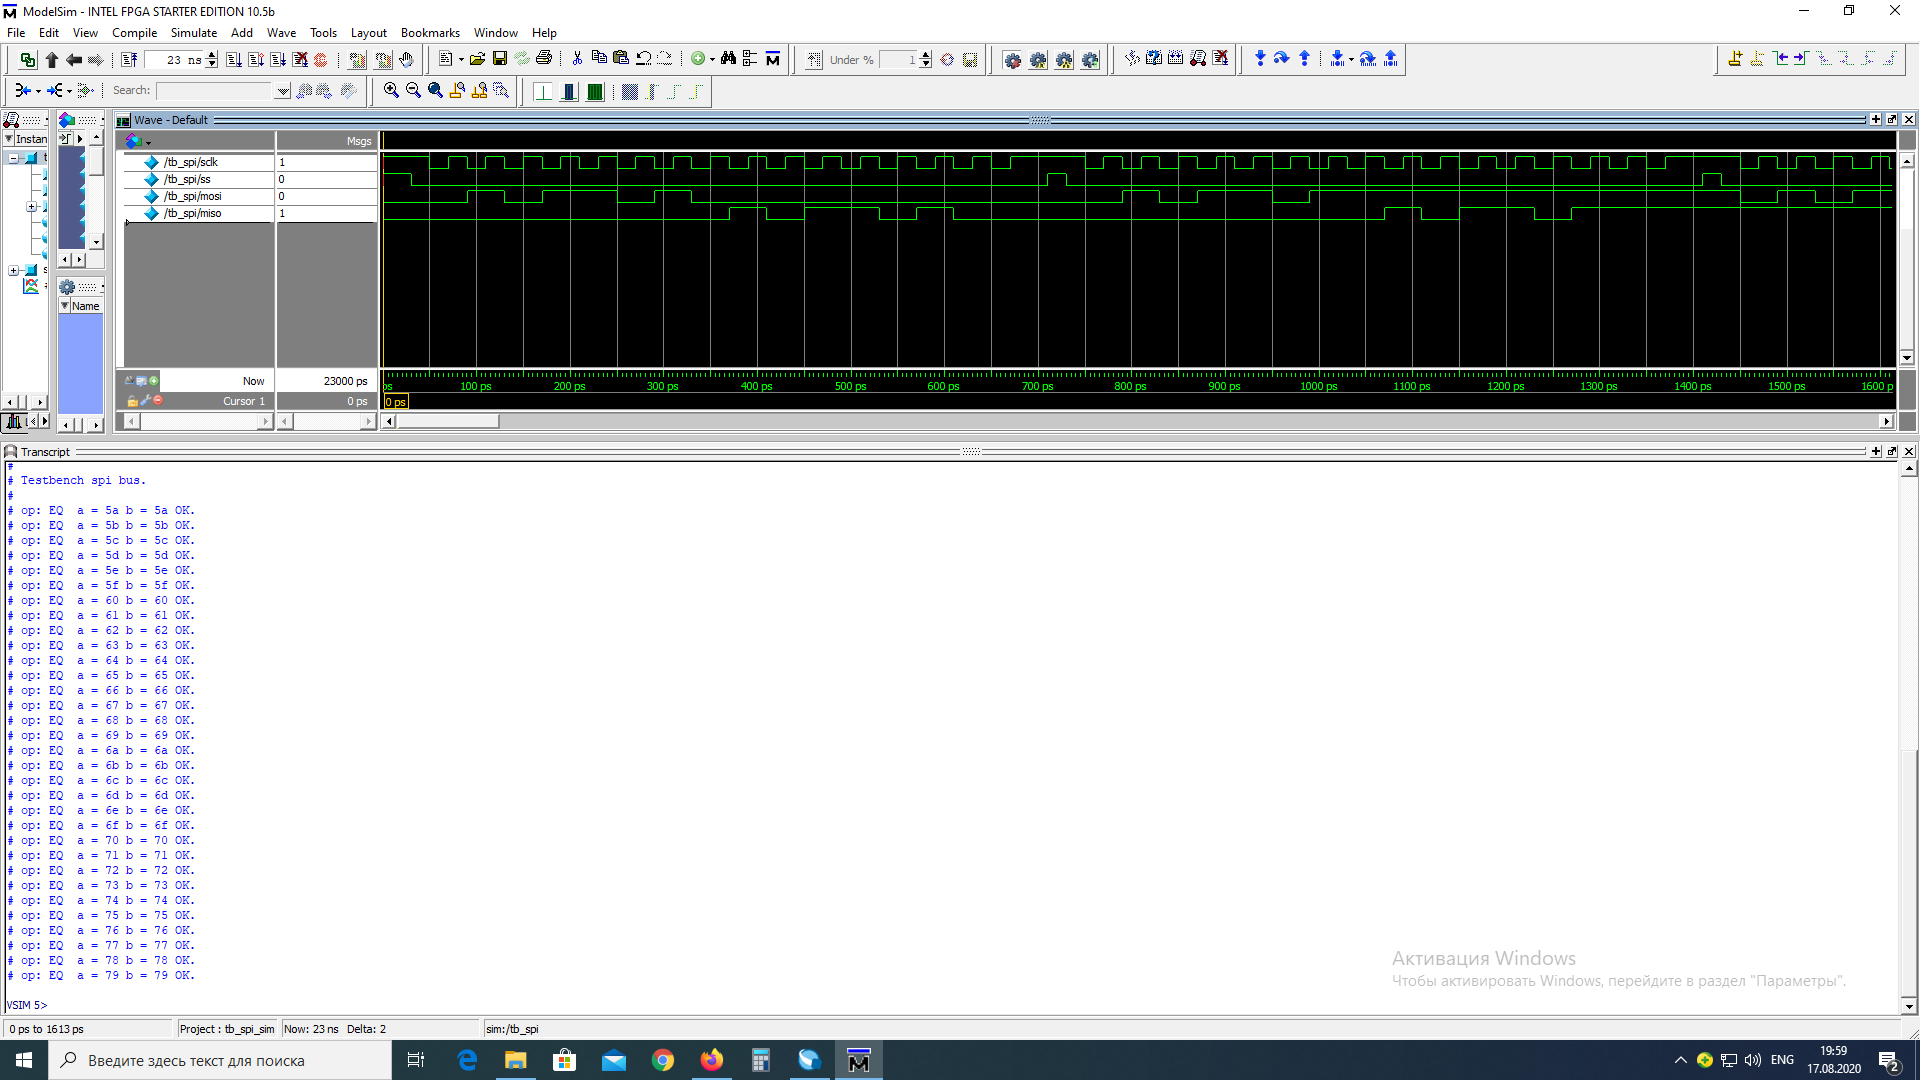 ModelSim - INTEL FPGA STARTER EDITION 10.5b
File Edit View Compile Simulate Add Wave Tools Layout Bookmarks Window Help
23 ns
Under %
1
Search:
Instan
Name
Wave - Default
Msgs
/tb_spi/sclk 1
/tb_spi/ss 0
/tb_spi/mosi 0
/tb_spi/miso 1
Now 23000 ps
Cursor 1 0 ps
ps 100 ps 200 ps 300 ps 400 ps 500 ps 600 ps 700 ps 800 ps 900 ps 1000 ps 1100 ps 1200 ps 1300 ps 1400 ps 1500 ps 1600 p
0 ps
Transcript
#
# Testbench spi bus.
#
# op: EQ a = 5a b = 5a OK.
# op: EQ a = 5b b = 5b OK.
# op: EQ a = 5c b = 5c OK.
# op: EQ a = 5d b = 5d OK.
# op: EQ a = 5e b = 5e OK.
# op: EQ a = 5f b = 5f OK.
# op: EQ a = 60 b = 60 OK.
# op: EQ a = 61 b = 61 OK.
# op: EQ a = 62 b = 62 OK.
# op: EQ a = 63 b = 63 OK.
# op: EQ a = 64 b = 64 OK.
# op: EQ a = 65 b = 65 OK.
# op: EQ a = 66 b = 66 OK.
# op: EQ a = 67 b = 67 OK.
# op: EQ a = 68 b = 68 OK.
# op: EQ a = 69 b = 69 OK.
# op: EQ a = 6a b = 6a OK.
# op: EQ a = 6b b = 6b OK.
# op: EQ a = 6c b = 6c OK.
# op: EQ a = 6d b = 6d OK.
# op: EQ a = 6e b = 6e OK.
# op: EQ a = 6f b = 6f OK.
# op: EQ a = 70 b = 70 OK.
# op: EQ a = 71 b = 71 OK.
# op: EQ a = 72 b = 72 OK.
# op: EQ a = 73 b = 73 OK.
# op: EQ a = 74 b = 74 OK.
# op: EQ a = 75 b = 75 OK.
# op: EQ a = 76 b = 76 OK.
# op: EQ a = 77 b = 77 OK.
# op: EQ a = 78 b = 78 OK.
# op: EQ a = 79 b = 79 OK.
VSIM 5>
Активация Windows
Чтобы активировать Windows, перейдите в раздел "Параметры".
0 ps to 1613 ps Project : tb_spi_sim Now: 23 ns Delta: 2 sim:/tb_spi
Введите здесь текст для поиска
ENG
19:59
17.08.2020
2